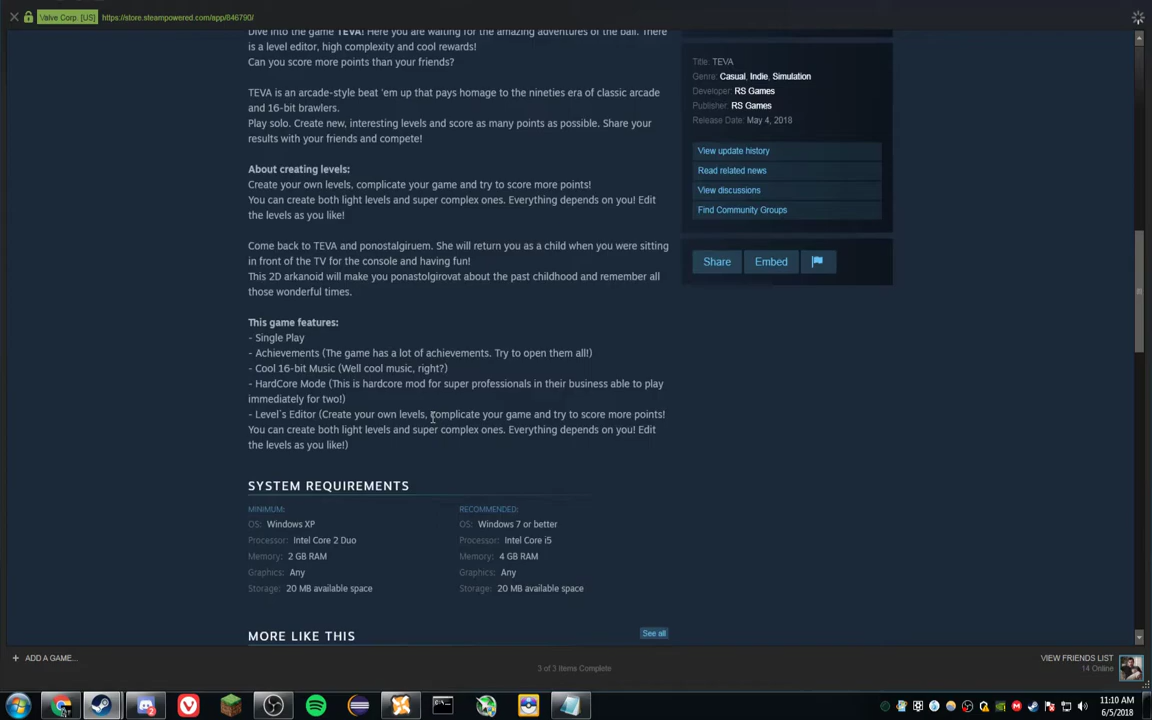 Valve Corp. [US] https://store.steampowered.com/app/846790/
Dive into the game TEVA! Here you are waiting for the amazing adventures of the ball. There
is a level editor, high complexity and cool rewards!
Can you score more points than your friends?
TEVA is an arcade-style beat 'em up that pays homage to the nineties era of classic arcade
and 16-bit brawlers.
Play solo. Create new, interesting levels and score as many points as possible. Share your
results with your friends and compete!
About creating levels:
Create your own levels, complicate your game and try to score more points!
You can create both light levels and super complex ones. Everything depends on you! Edit
the levels as you like!
Come back to TEVA and ponostalgiruem. She will return you as a child when you were sitting
in front of the TV for the console and having fun!
This 2D arkanoid will make you ponastolgirovat about the past childhood and remember all
those wonderful times.
This game features:
- Single Play
- Achievements (The game has a lot of achievements. Try to open them all!)
- Cool 16-bit Music (Well cool music, right?)
- HardCore Mode (This is hardcore mod for super professionals in their business able to play
immediately for two!)
- Level`s Editor (Create your own levels, complicate your game and try to score more points!
You can create both light levels and super complex ones. Everything depends on you! Edit
the levels as you like!)
SYSTEM REQUIREMENTS
MINIMUM:
OS: Windows XP
Processor: Intel Core 2 Duo
Memory: 2 GB RAM
Graphics: Any
Storage: 20 MB available space
RECOMMENDED:
OS: Windows 7 or better
Processor: Intel Core i5
Memory: 4 GB RAM
Graphics: Any
Storage: 20 MB available space
MORE LIKE THIS
See all
Title: TEVA
Genre: Casual, Indie, Simulation
Developer: RS Games
Publisher: RS Games
Release Date: May 4, 2018
View update history
Read related news
View discussions
Find Community Groups
Share
Embed
+ ADD A GAME...
3 of 3 Items Complete
VIEW FRIENDS LIST
14 Online
11:10 AM
6/5/2018